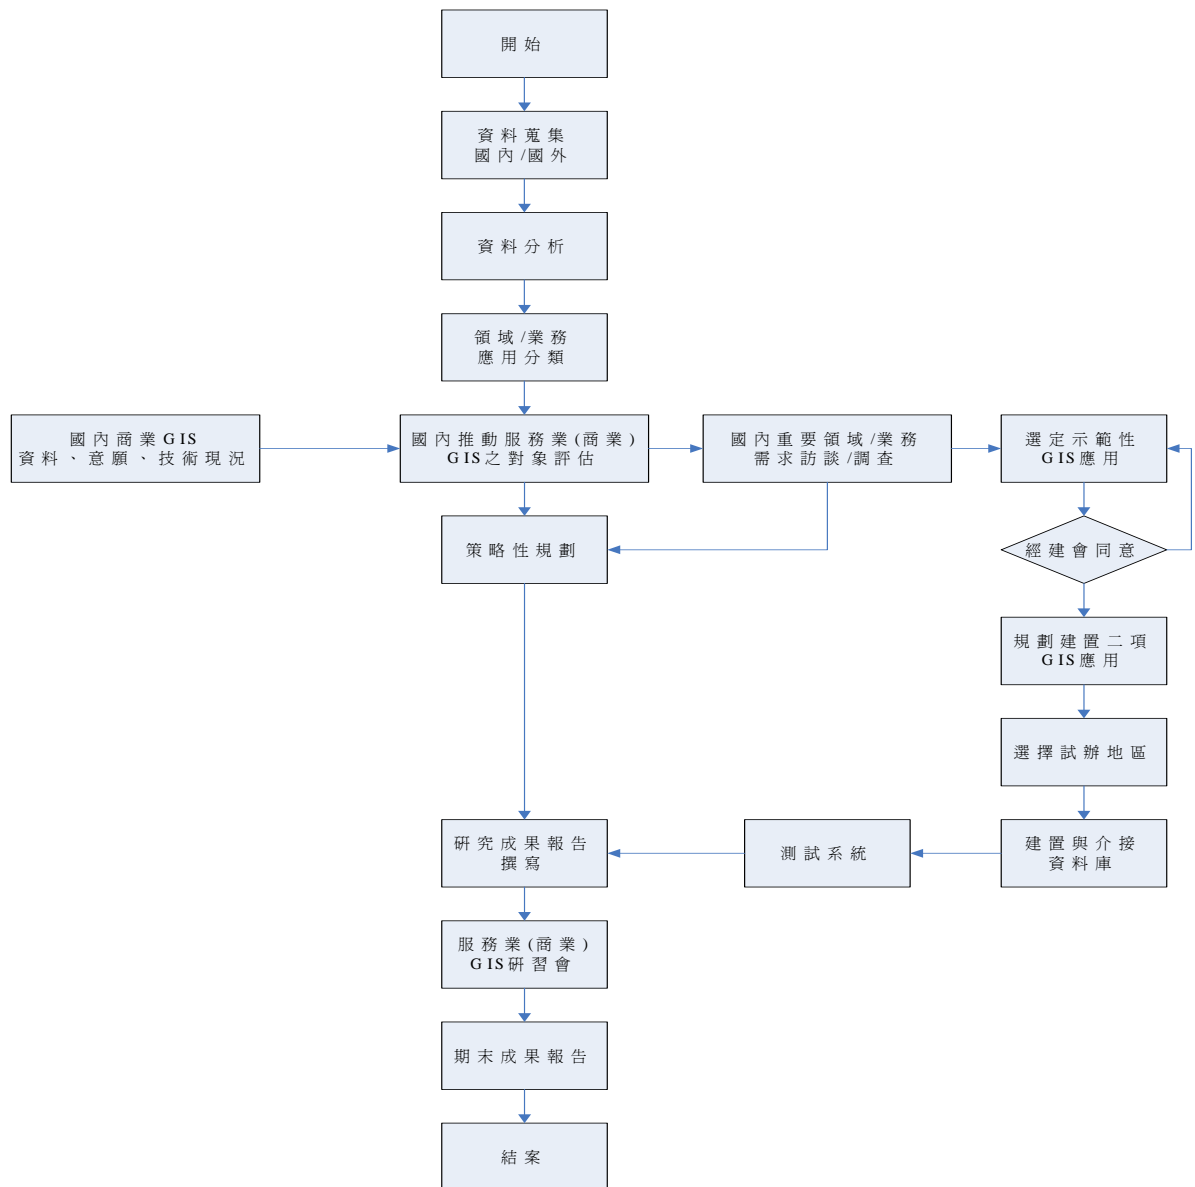 開始
資料蒐集
國內/國外
資料分析
領域/業務
應用分類
國內商業GIS
資料、意願、技術現況
國內推動服務業(商業)
GIS之對象評估
國內重要領域/業務
需求訪談/調查
選定示範性
GIS應用
策略性規劃
經建會同意
規劃建置二項
GIS應用
選擇試辦地區
研究成果報告
撰寫
測試系統
建置與介接
資料庫
服務業(商業)
GIS研習會
期末成果報告
結案